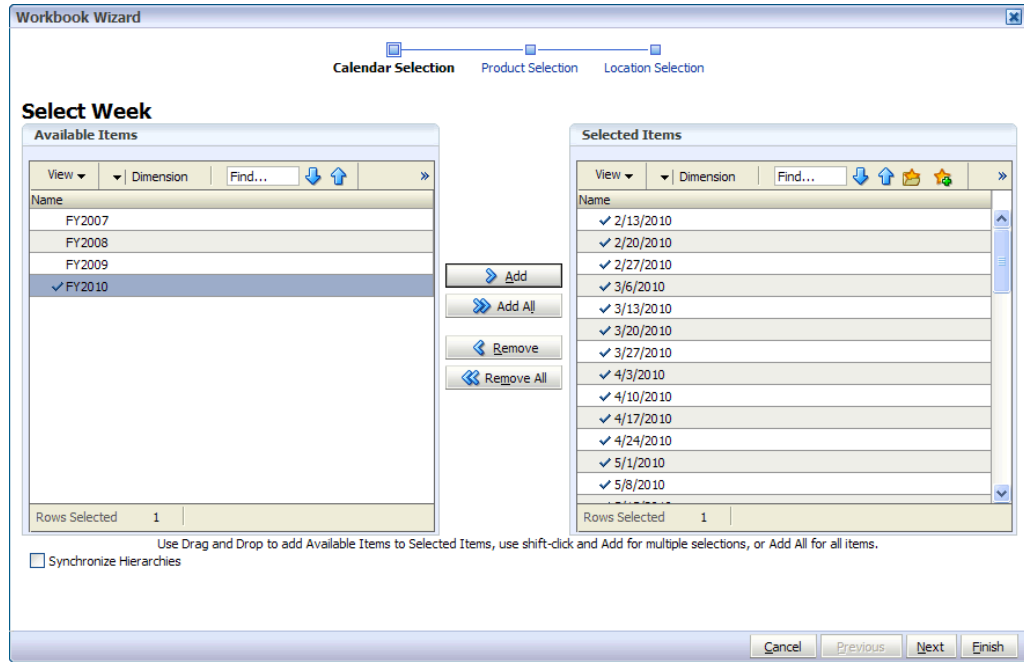 Workbook Wizard
Calendar Selection Product Selection Location Selection
Select Week
Available Items
View Dimension Find... »
Name
FY2007
FY2008
FY2009
FY2010
Rows Selected 1
Add
Add All
Remove
Remove All
Selected Items
View Dimension Find... »
Name
2/13/2010
2/20/2010
2/27/2010
3/6/2010
3/13/2010
3/20/2010
3/27/2010
4/3/2010
4/10/2010
4/17/2010
4/24/2010
5/1/2010
5/8/2010
Rows Selected 1
Use Drag and Drop to add Available Items to Selected Items, use shift-click and Add for multiple selections, or Add All for all items.
Synchronize Hierarchies
Cancel Previous Next Finish